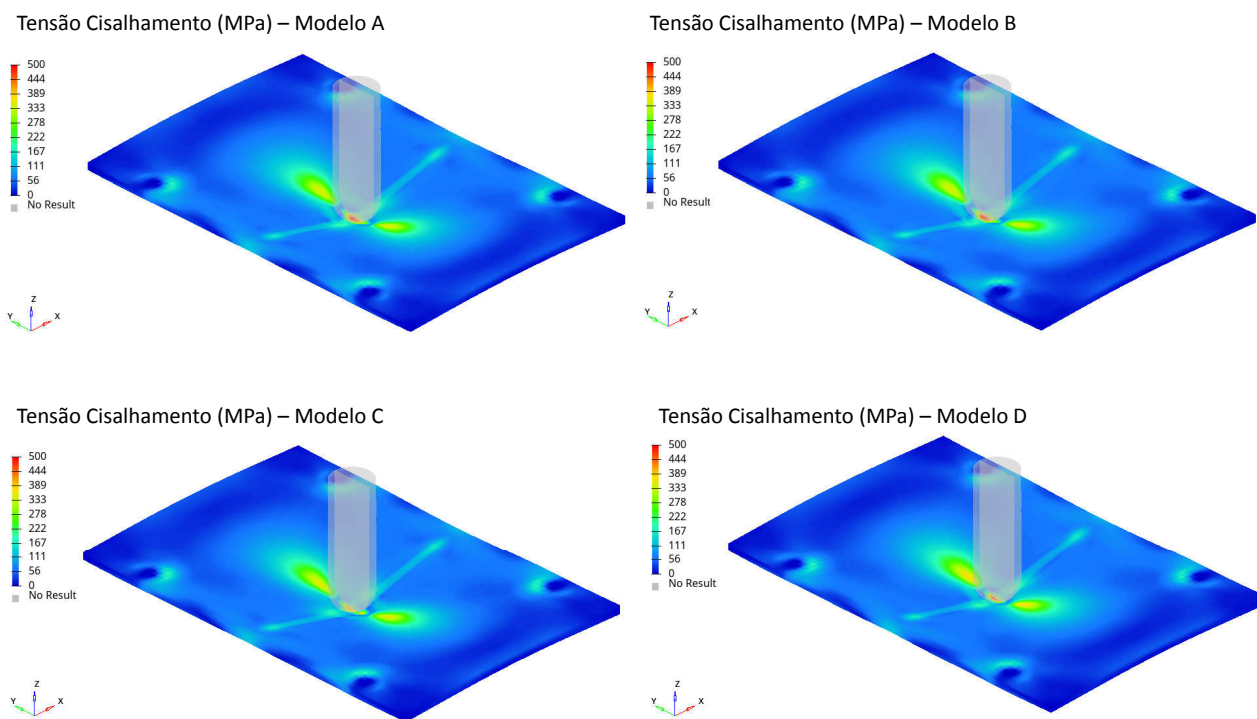 Tensão Cisalhamento (MPa) – Modelo A
500
444
389
333
278
222
167
111
56
0
No Result
Z
Y
X
Tensão Cisalhamento (MPa) – Modelo B
500
444
389
333
278
222
167
111
56
0
No Result
Z
Y
X
Tensão Cisalhamento (MPa) – Modelo C
500
444
389
333
278
222
167
111
56
0
No Result
Z
Y
X
Tensão Cisalhamento (MPa) – Modelo D
500
444
389
333
278
222
167
111
56
0
No Result
Z
Y
X